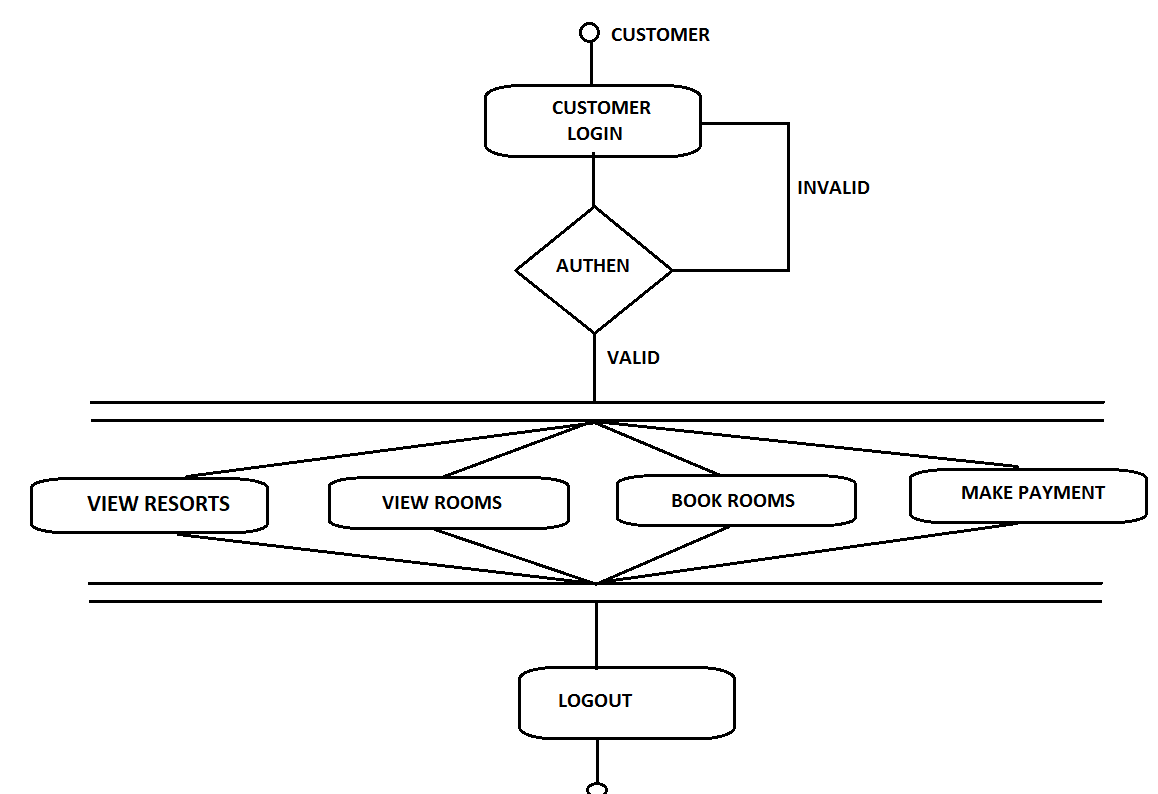 CUSTOMER
CUSTOMER
LOGIN
INVALID
AUTHEN
VALID
VIEW RESORTS
VIEW ROOMS
BOOK ROOMS
MAKE PAYMENT
LOGOUT